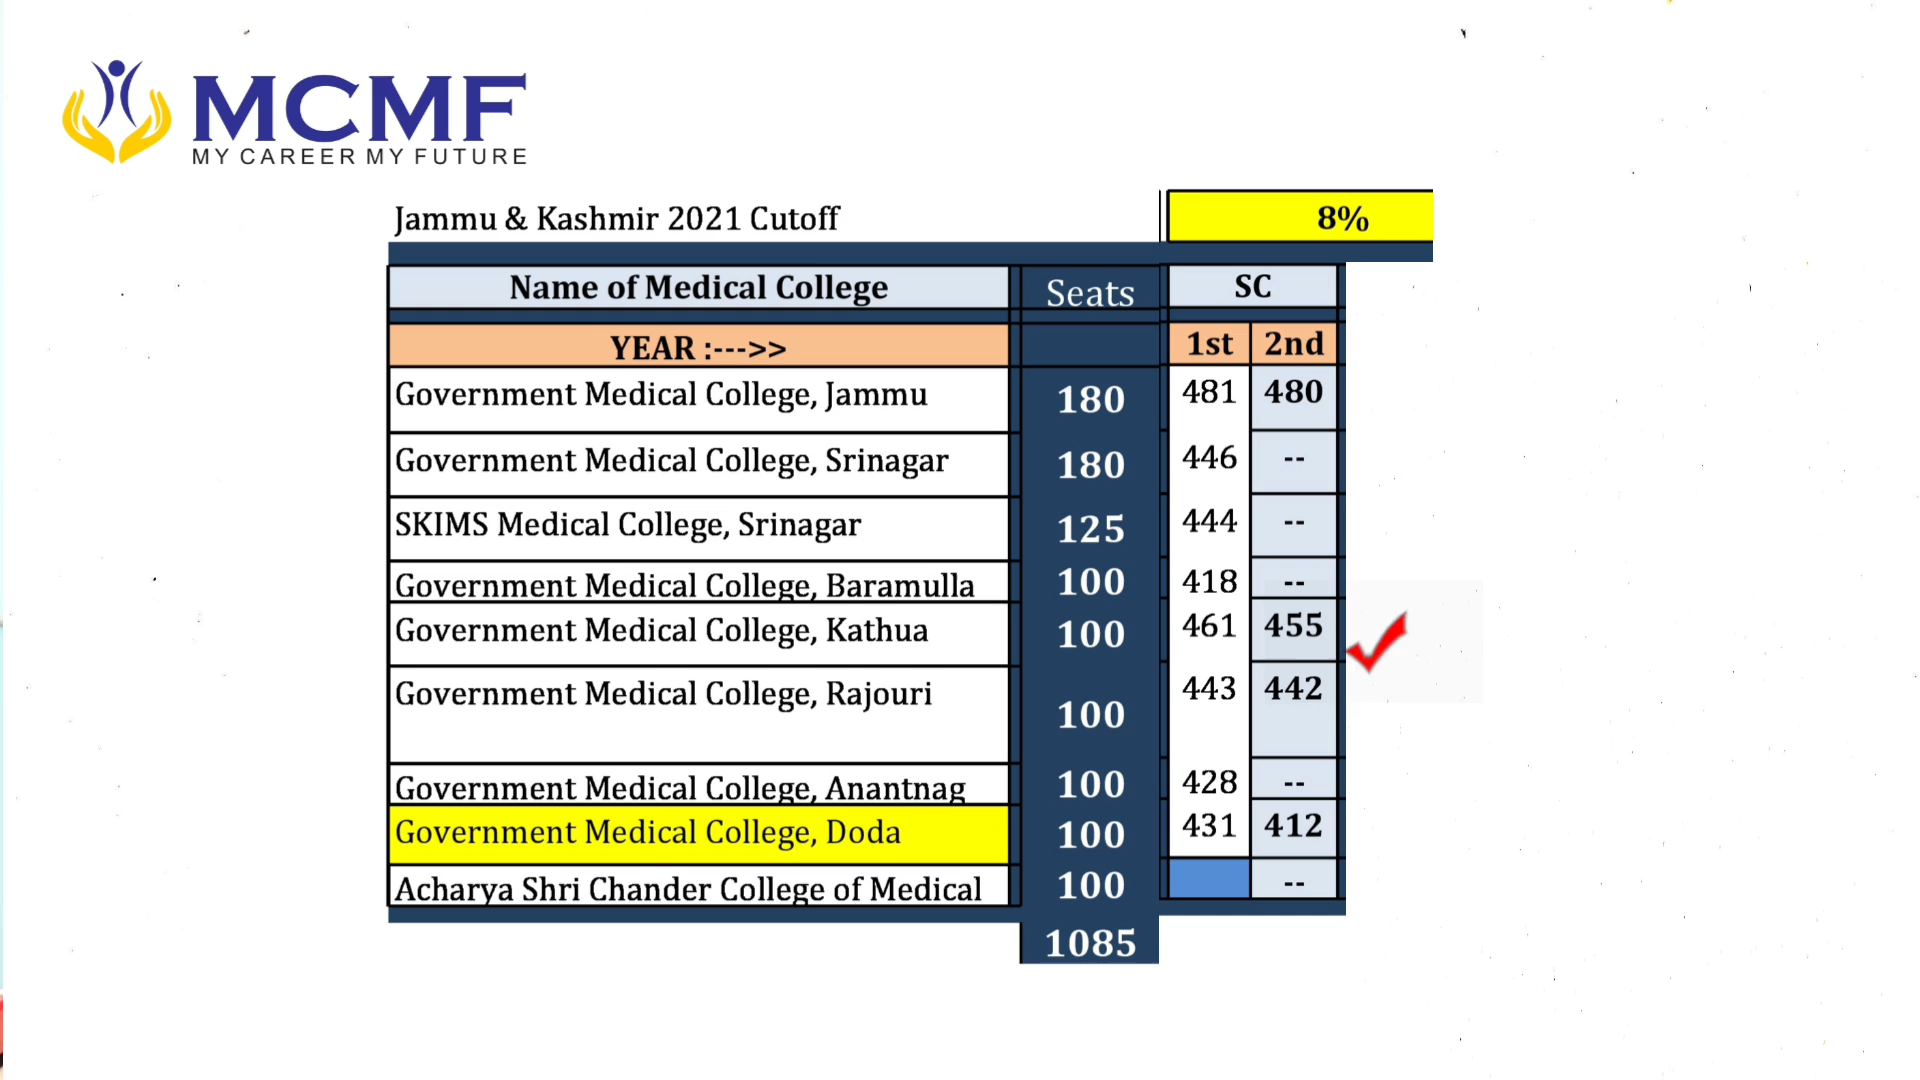 MCMF
MY CAREER MY FUTURE
Jammu & Kashmir 2021 Cutoff 8%
Name of Medical College Seats SC
YEAR :--->> 1st 2nd
Government Medical College, Jammu 180 481 480
Government Medical College, Srinagar 180 446 --
SKIMS Medical College, Srinagar 125 444 --
Government Medical College, Baramulla 100 418 --
Government Medical College, Kathua 100 461 455
Government Medical College, Rajouri 100 443 442
Government Medical College, Anantnag 100 428 --
Government Medical College, Doda 100 431 412
Acharya Shri Chander College of Medical 100 --
1085